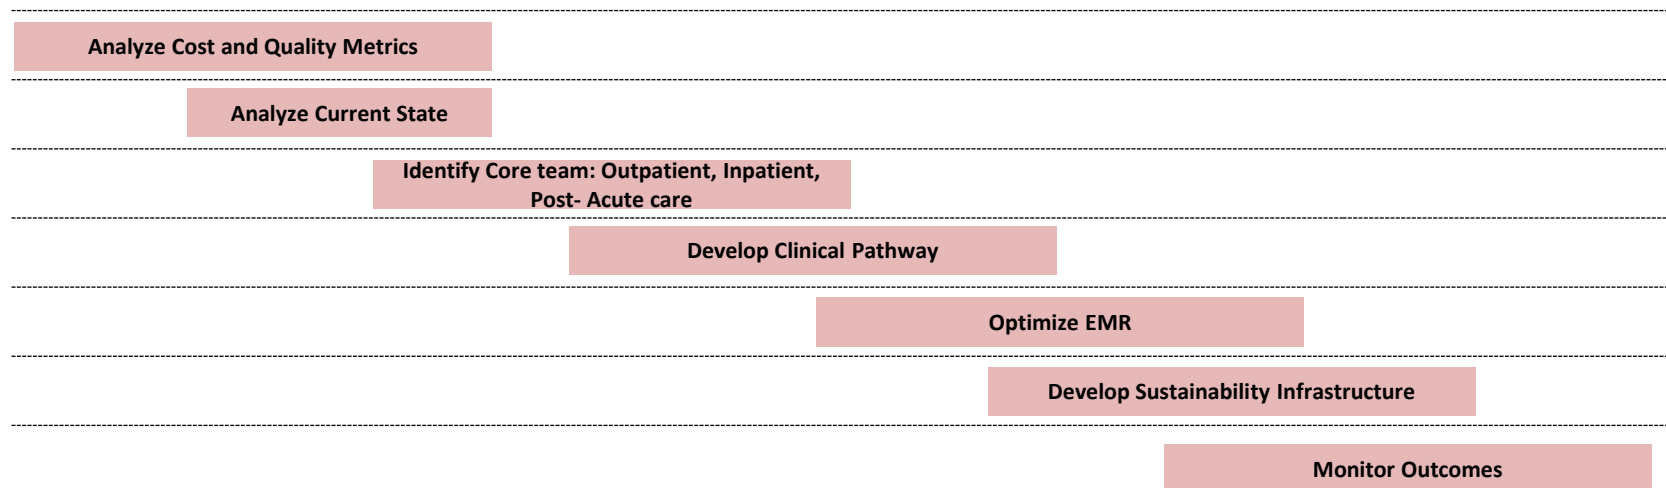 Analyze Cost and Quality Metrics
Analyze Current State
Identify Core team: Outpatient, Inpatient,
Post- Acute care
Develop Clinical Pathway
Optimize EMR
Develop Sustainability Infrastructure
Monitor Outcomes